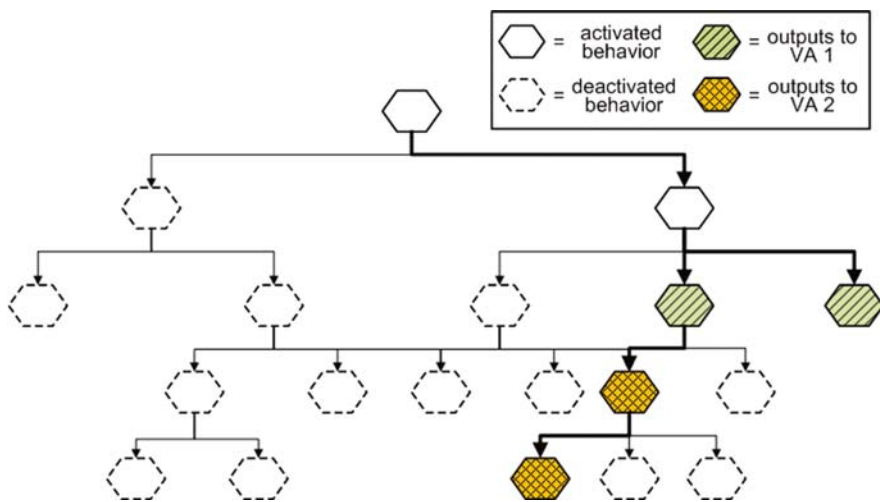 = activated behavior
= outputs to VA 1
= deactivated behavior
= outputs to VA 2